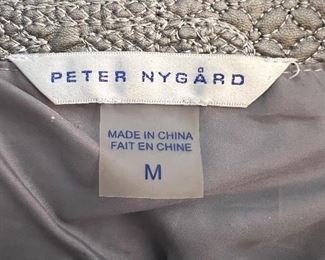 PETER NYGÅRD
MADE IN CHINA
FAIT EN CHINE
M